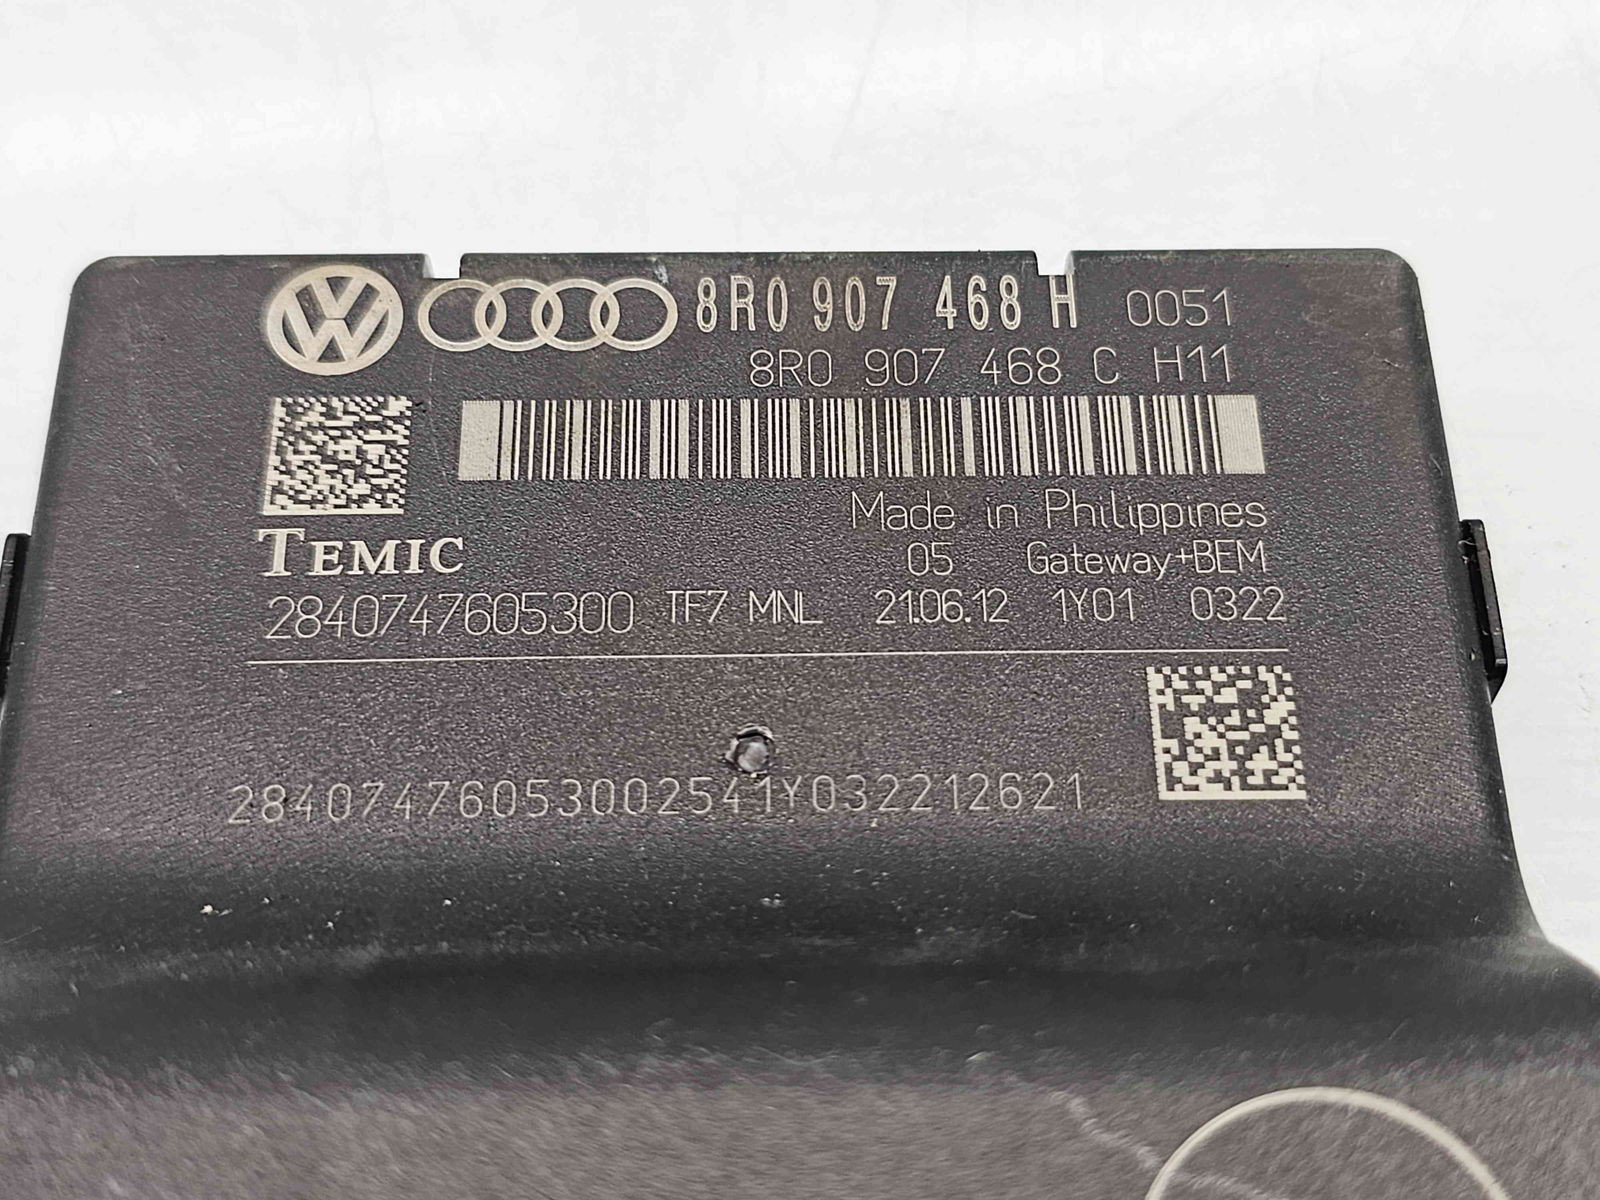 8R0 907 468 H 0051
8R0 907 468 C H11
Made in Philippines
TEMIC 05 Gateway+BEM
2840747605300 TF7 MNL 21.06.12 1Y01 0322
28407476053002541Y032212621